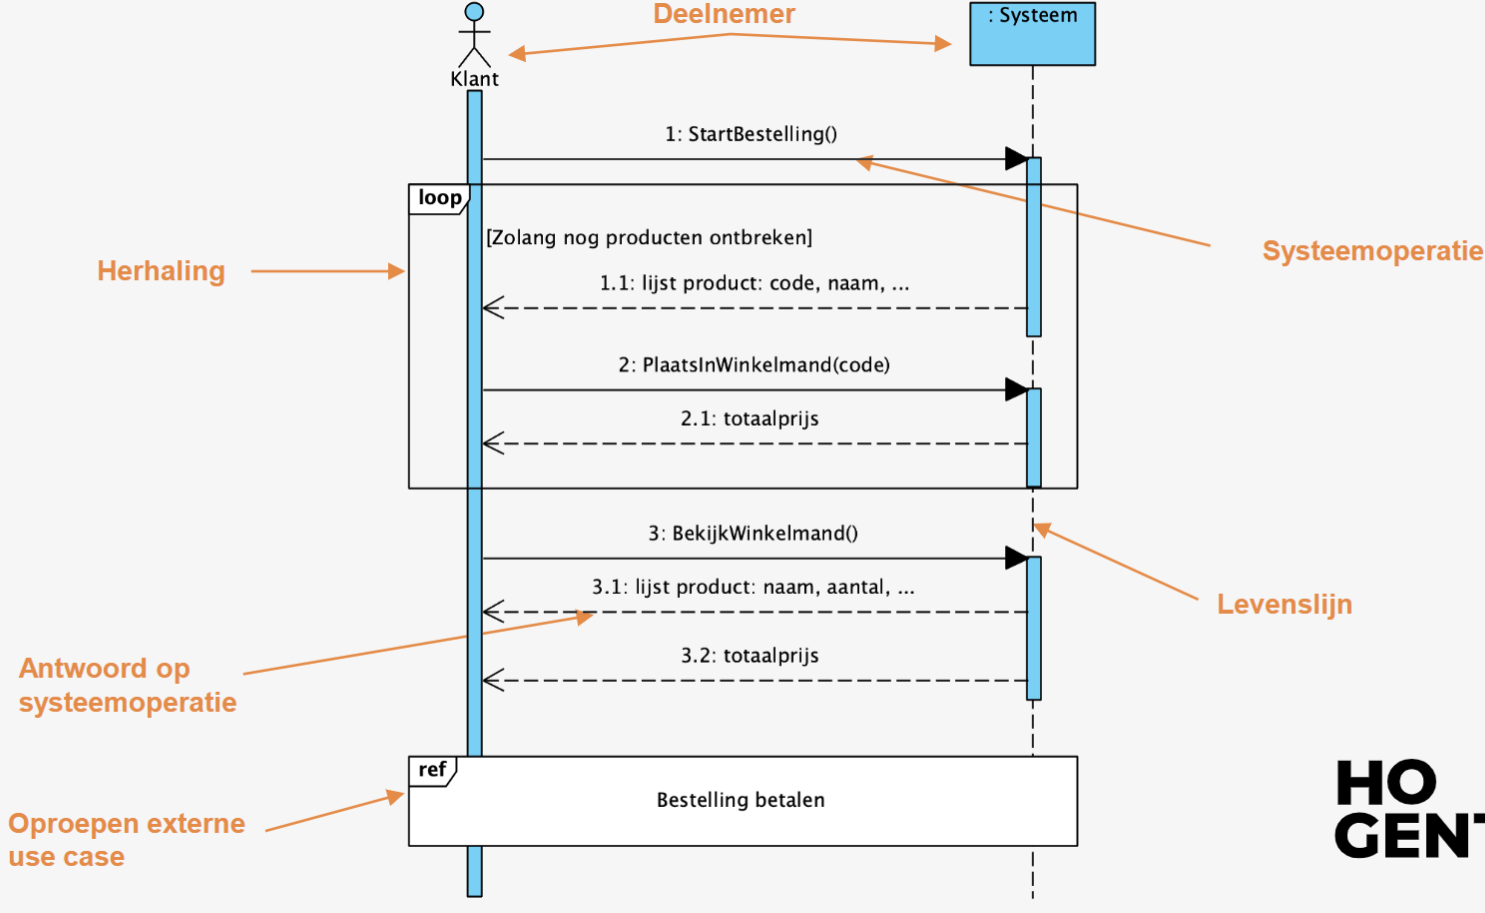 Deelnemer
: Systeem
Klant
1: StartBestelling()
loop
[Zolang nog producten ontbreken]
Systeemoperatie
Herhaling
1.1: lijst product: code, naam, ...
2: PlaatsInWinkelmand(code)
2.1: totaalprijs
3: BekijkWinkelmand()
3.1: lijst product: naam, aantal, ...
Levenslijn
Antwoord op
systeemoperatie
3.2: totaalprijs
ref
Bestelling betalen
Oproepen externe
use case
HO
GENT